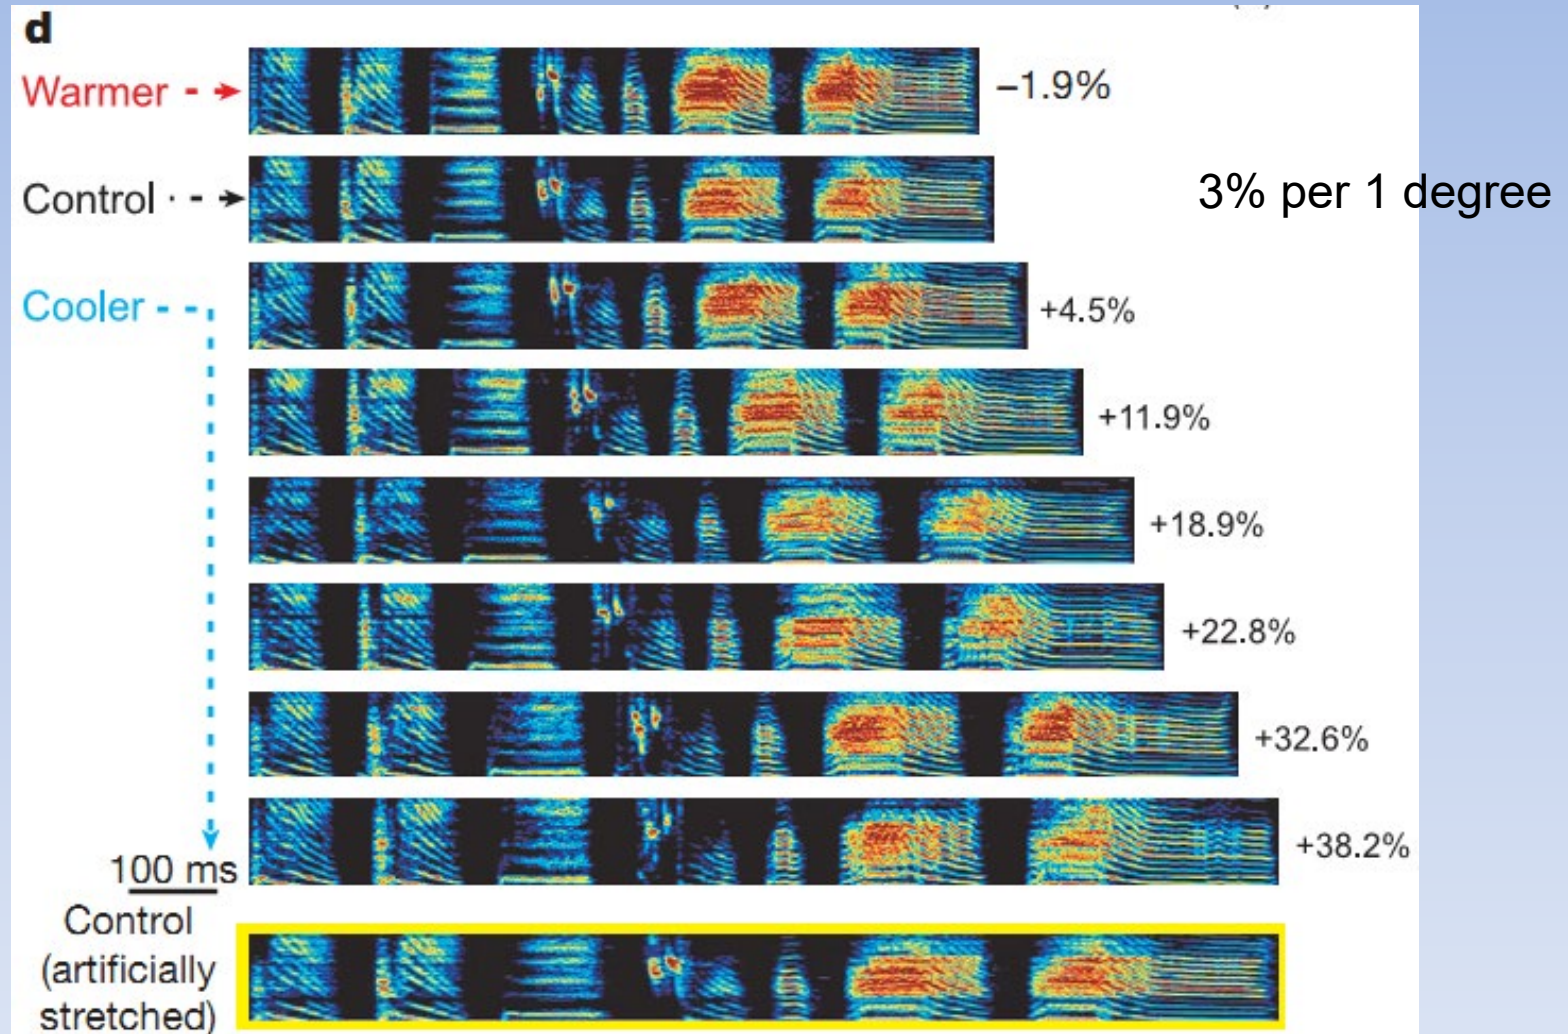 d
Warmer
–1.9%
Control
3% per 1 degree
Cooler
+4.5%
+11.9%
+18.9%
+22.8%
+32.6%
+38.2%
100 ms
Control
(artificially
stretched)